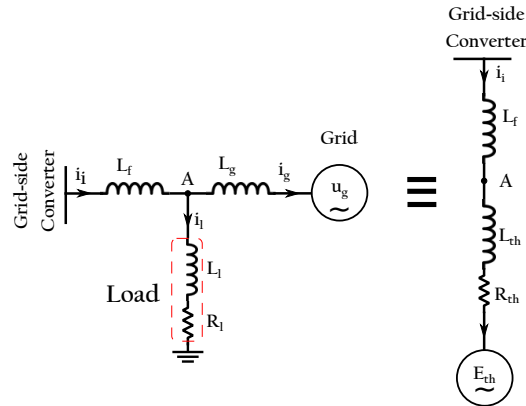 Grid-side
Converter
i_i
L_f
A
L_g
i_g
Grid
u_g
~
i_l
L_l
Load
R_l
≡
Grid-side
Converter
i_i
L_f
A
L_th
R_th
E_th
~